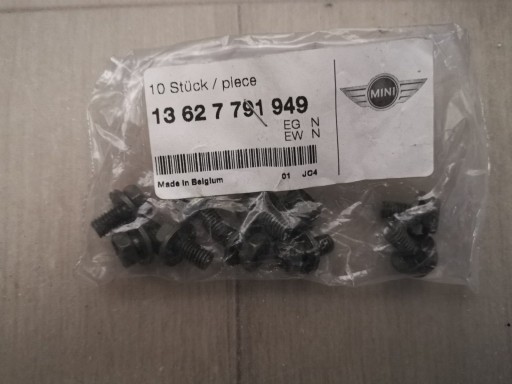 10 Stück / piece
13 62 7 791 949
EG N
EW N
MINI
Made in Belgium 01 JC4